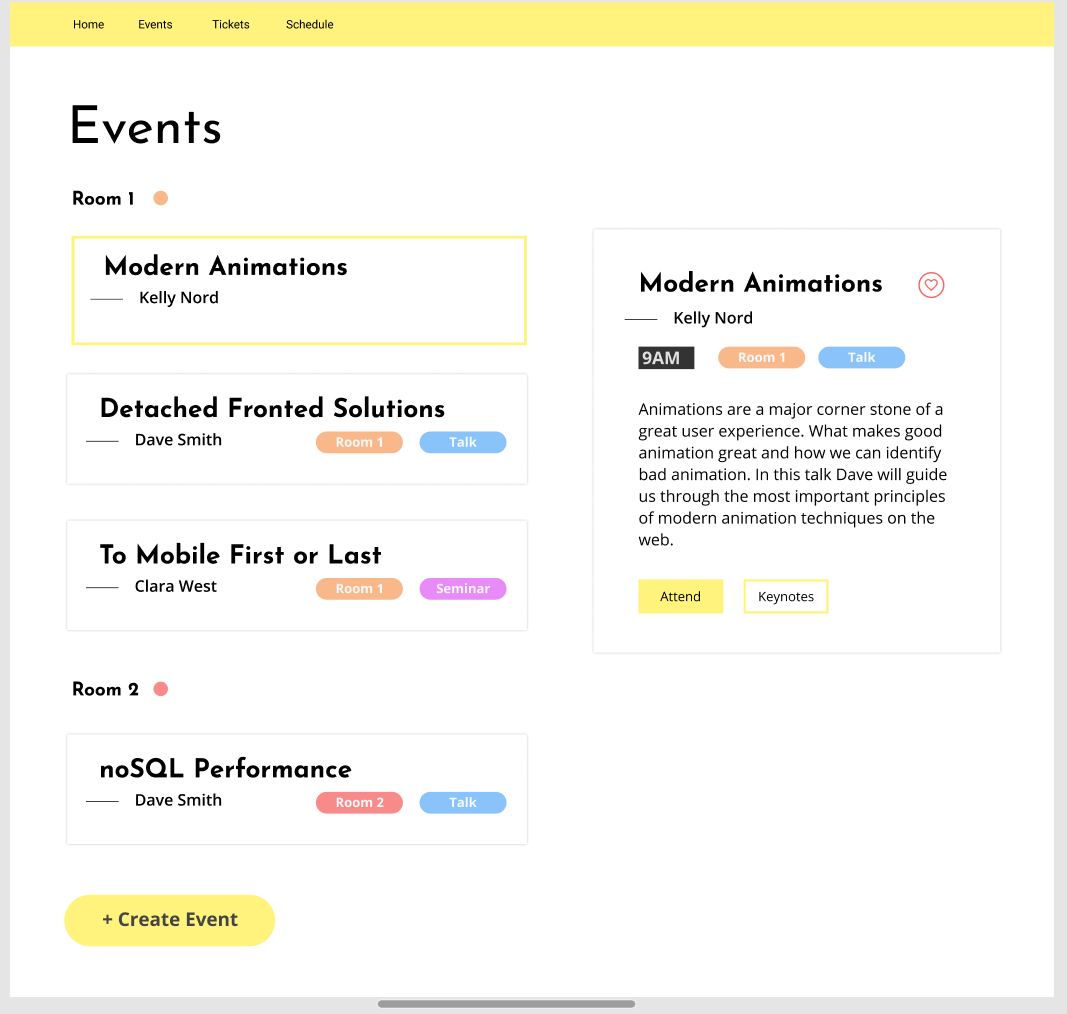 Home Events Tickets Schedule
Events
Room 1
Modern Animations
Kelly Nord
Detached Fronted Solutions
Dave Smith Room 1 Talk
To Mobile First or Last
Clara West Room 1 Seminar
Room 2
noSQL Performance
Dave Smith Room 2 Talk
+ Create Event
Modern Animations
Kelly Nord
9AM Room 1 Talk
Animations are a major corner stone of a
great user experience. What makes good
animation great and how we can identify
bad animation. In this talk Dave will guide
us through the most important principles
of modern animation techniques on the
web.
Attend Keynotes